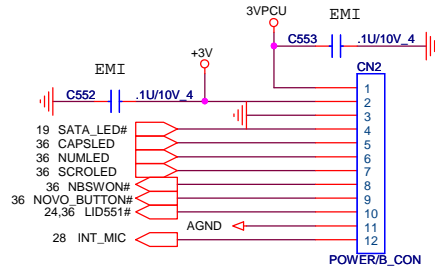 3VPCU
EMI
C553
.1U/10V_4
+3V
EMI
C552
.1U/10V_4
CN2
1
2
3
19 SATA_LED# 4
36 CAPSLED 5
36 NUMLED 6
36 SCROLED 7
36 NBSWON# 8
36 NOVO_BUTTON# 9
24,36 LID551# 10
AGND 11
28 INT_MIC 12
POWER/B_CON